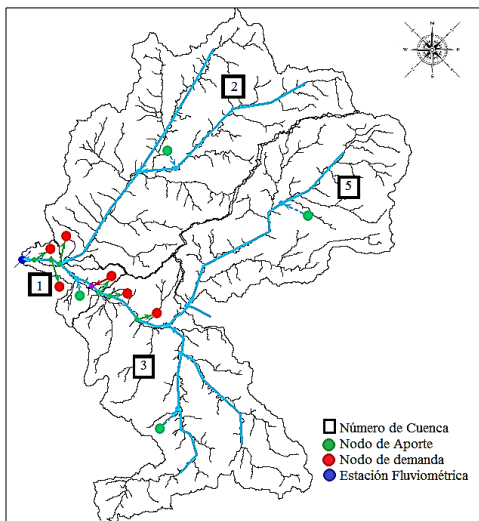 N
W
E
S
2
5
1
3
Número de Cuenca
Nodo de Aporte
Nodo de demanda
Estación Fluviométrica